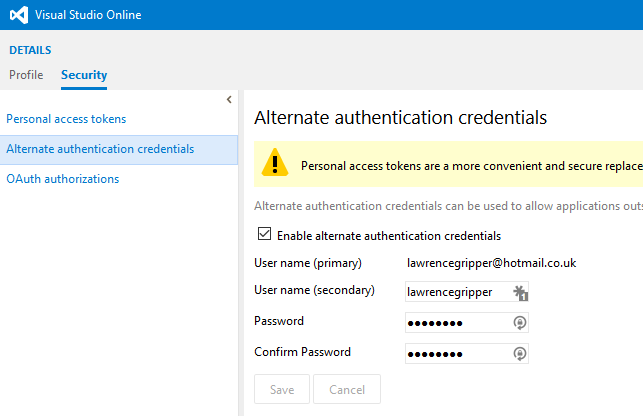 Visual Studio Online
DETAILS
Profile Security
Personal access tokens
Alternate authentication credentials
OAuth authorizations
Alternate authentication credentials
Personal access tokens are a more convenient and secure
Alternate authentication credentials can be used to allow applications
Enable alternate authentication credentials
User name (primary) lawrencegripper@hotmail.co.uk
User name (secondary) lawrencegripper
Password ●●●●●●●●
Confirm Password ●●●●●●●●
Save Cancel